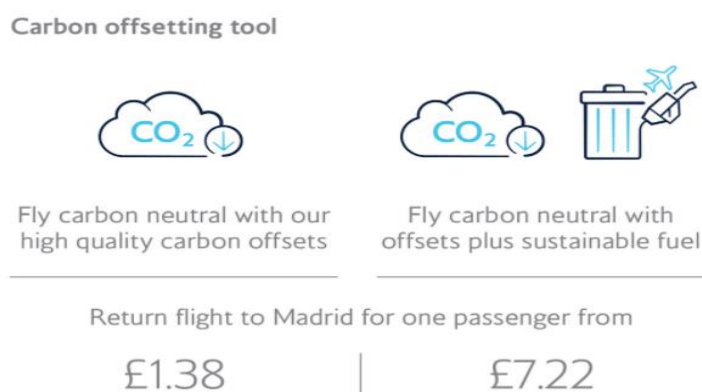 Carbon offsetting tool
CO₂
CO₂
Fly carbon neutral with our
high quality carbon offsets
Fly carbon neutral with
offsets plus sustainable fuel
Return flight to Madrid for one passenger from
£1.38
£7.22